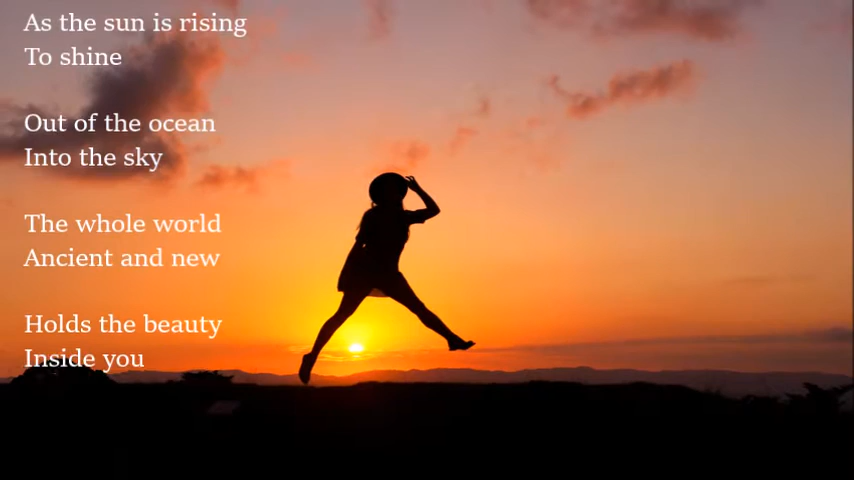 As the sun is rising
To shine
Out of the ocean
Into the sky
The whole world
Ancient and new
Holds the beauty
Inside you